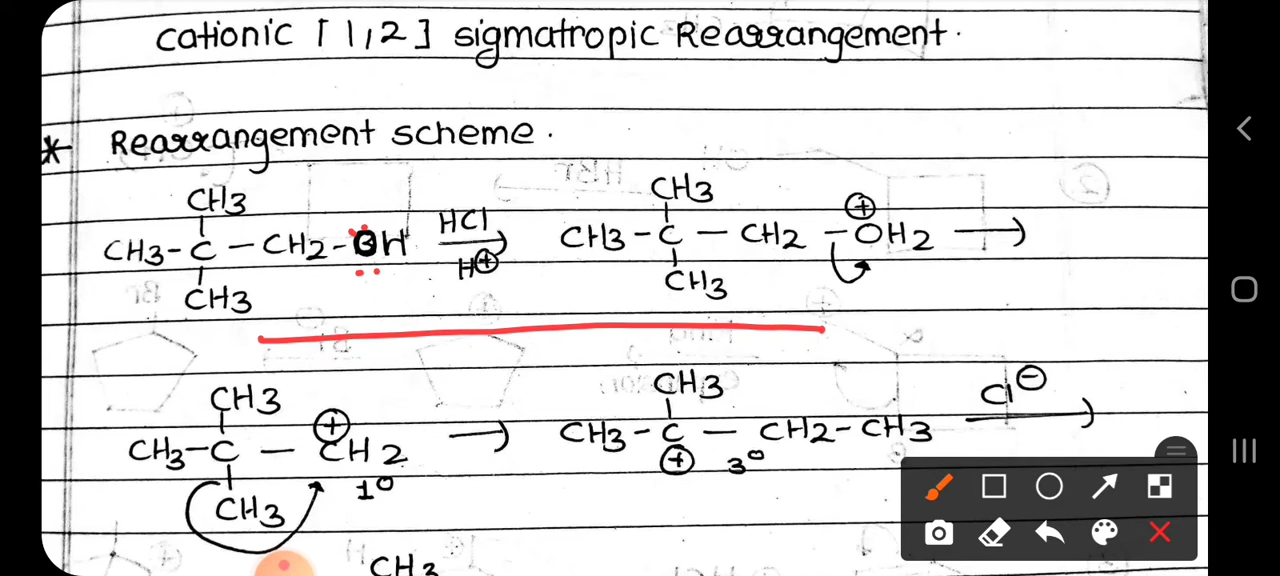 cationic [1,2] sigmatropic Rearrangement.
* Rearrangement scheme.
CH3 CH3
CH3-C-CH2-OH HCl H⊕ → CH3-C-CH2-⊕OH2 →
CH3 CH3
CH3 CH3 Cl⊖
CH3-C-⊕CH2 → CH3-C-CH2-CH3 →
CH3 1° ⊕ 3°
CH3